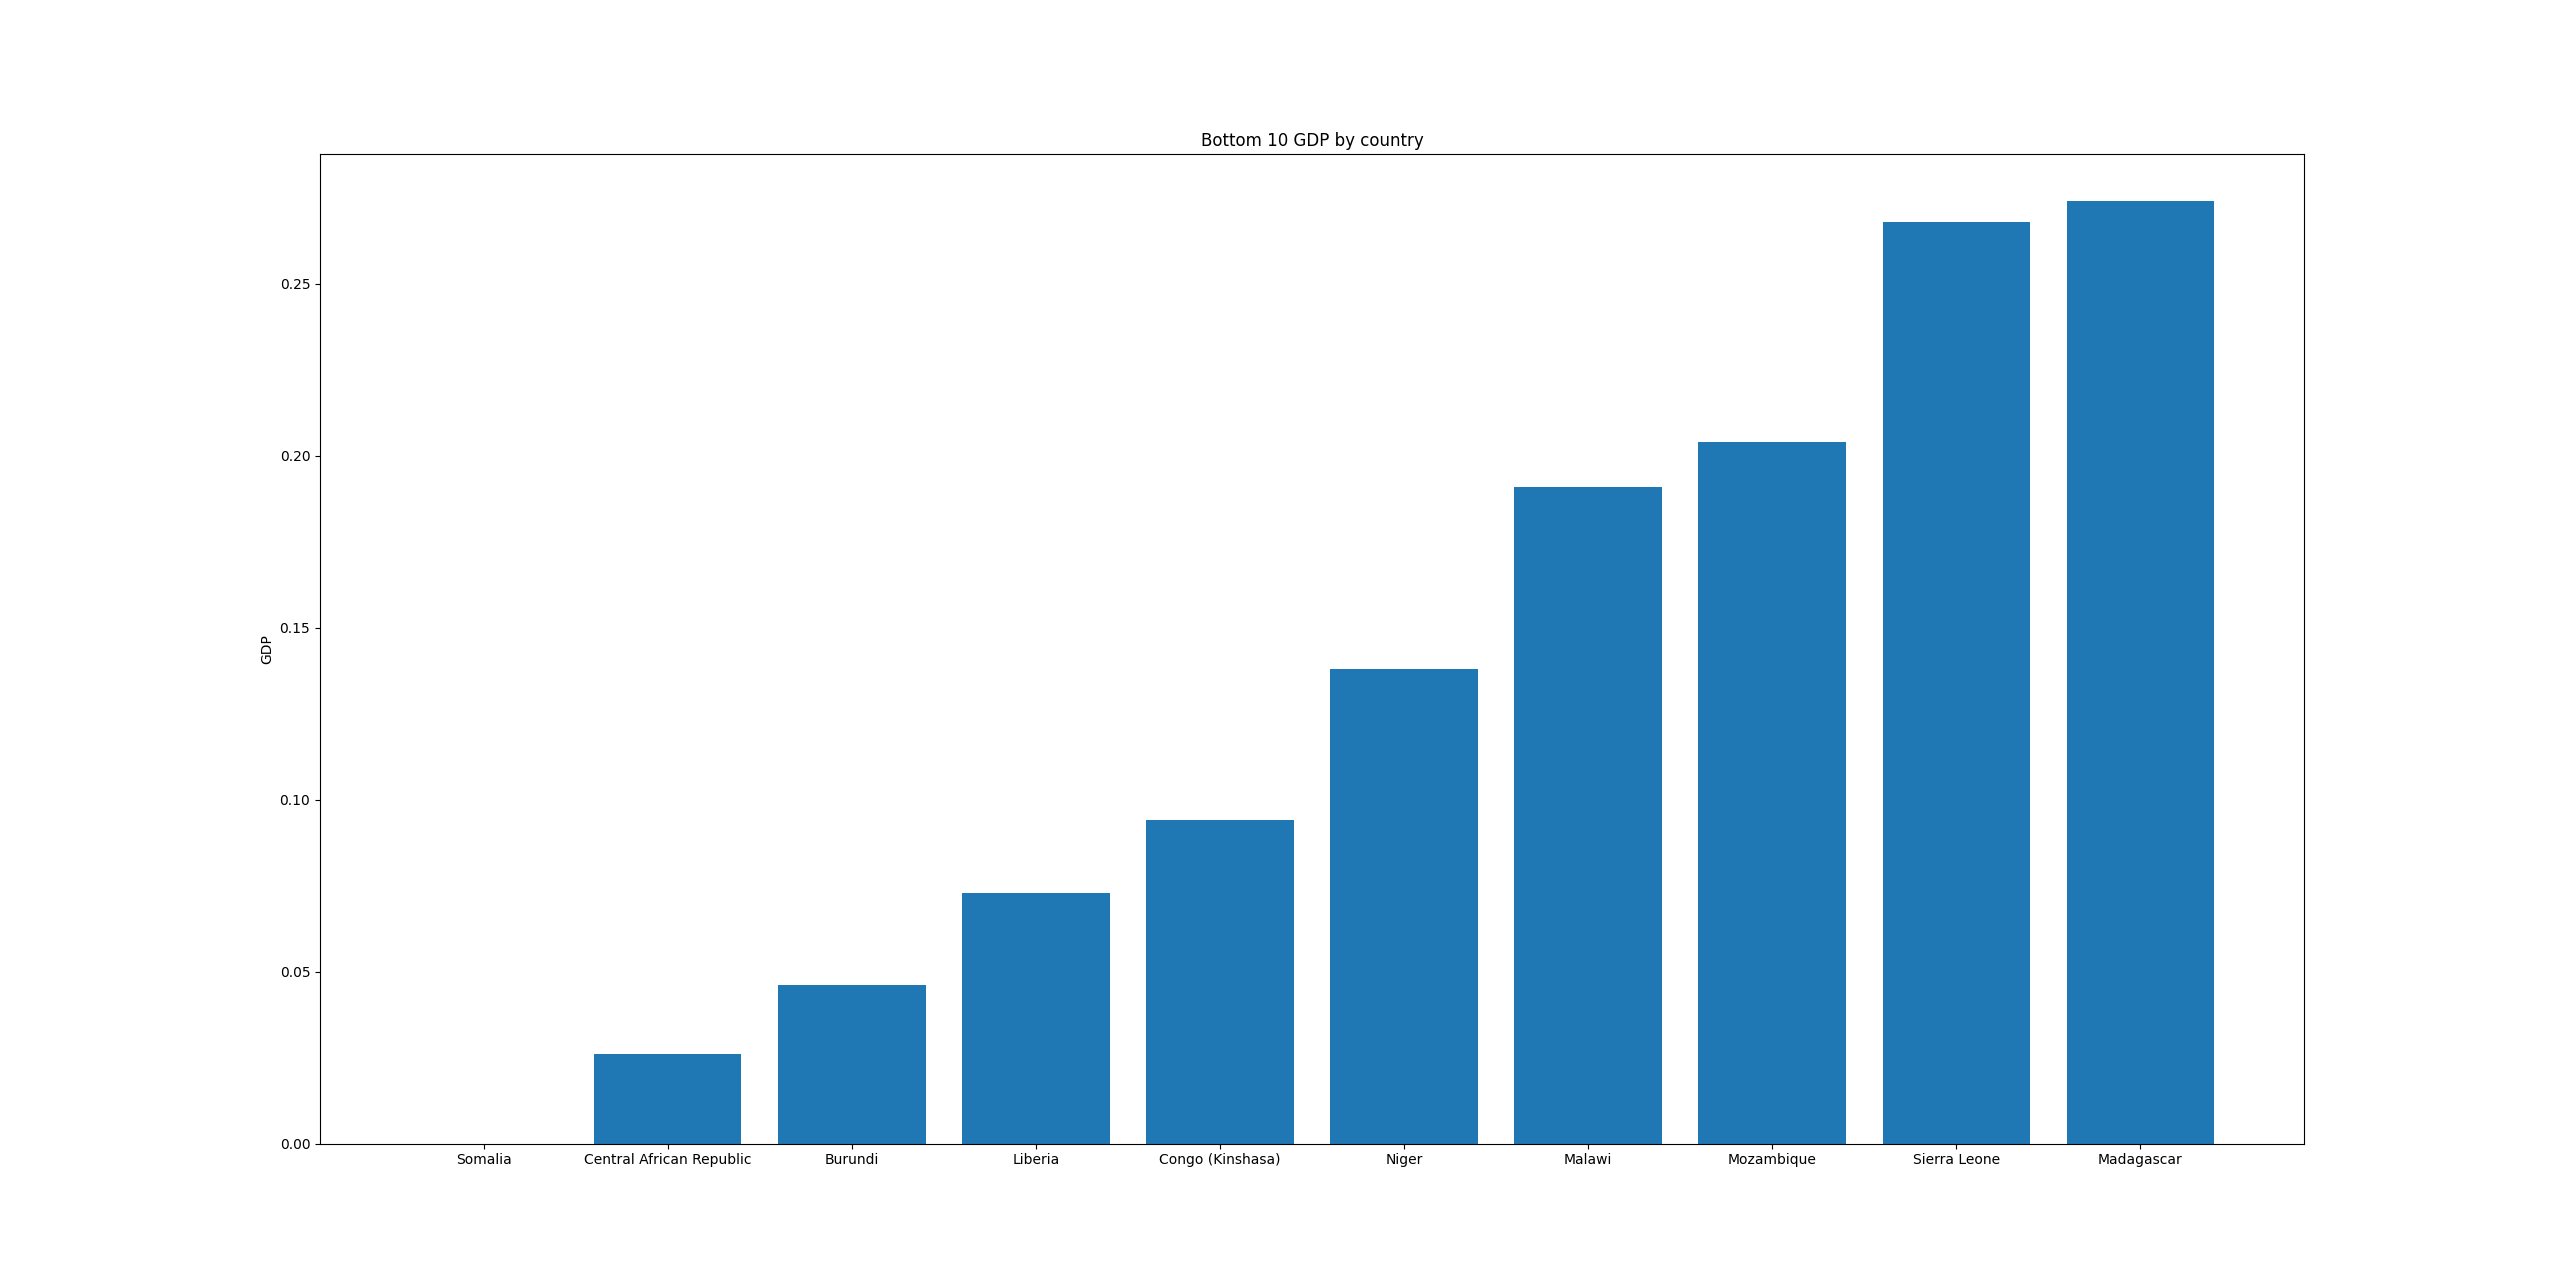 Bottom 10 GDP by country
GDP
0.25
0.20
0.15
0.10
0.05
0.00
Somalia
Central African Republic
Burundi
Liberia
Congo (Kinshasa)
Niger
Malawi
Mozambique
Sierra Leone
Madagascar